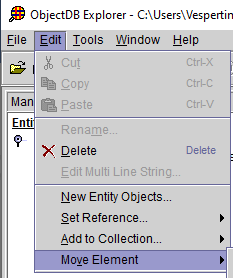 ObjectDB Explorer - C:\Users\Vespertin
File Edit Tools Window Help
Cut Ctrl-X
Copy Ctrl-C
Paste Ctrl-V
Man
Entit
Rename...
Delete Delete
Edit Multi Line String...
New Entity Objects...
Set Reference...
Add to Collection...
Move Element